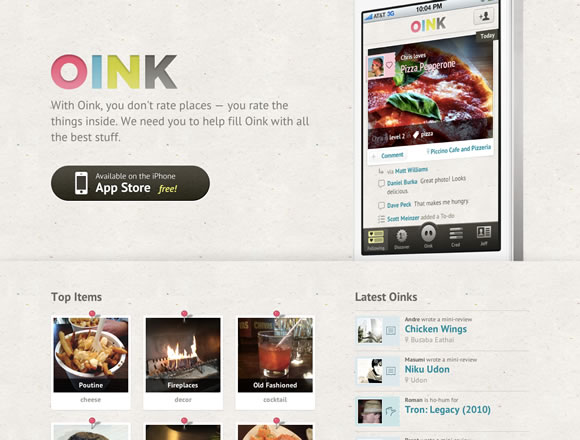 OINK
With Oink, you don't rate places — you rate the
things inside. We need you to help fill Oink with all
the best stuff.
Available on the iPhone
App Store free!
AT&T 3G
10:04 PM
OINK
Today
Chris loves
Pizza Pepperone
Chris level 2
pizza
Comment
Piccino Cafe and Pizzeria
via Matt Williams
Daniel Burka Great photo! Looks
delicious.
Dave Peck That makes me hungry
Scott Meinzer added a To-do
Following
Discover
Oink
Cred
Jeff
Top Items
Poutine
cheese
Fireplaces
decor
Old Fashioned
cocktail
Latest Oinks
Andre wrote a mini-review
Chicken Wings
Buzaba Eathai
Masumi wrote a mini-review
Niku Udon
Udon
Roman is ho-hum for
Tron: Legacy (2010)